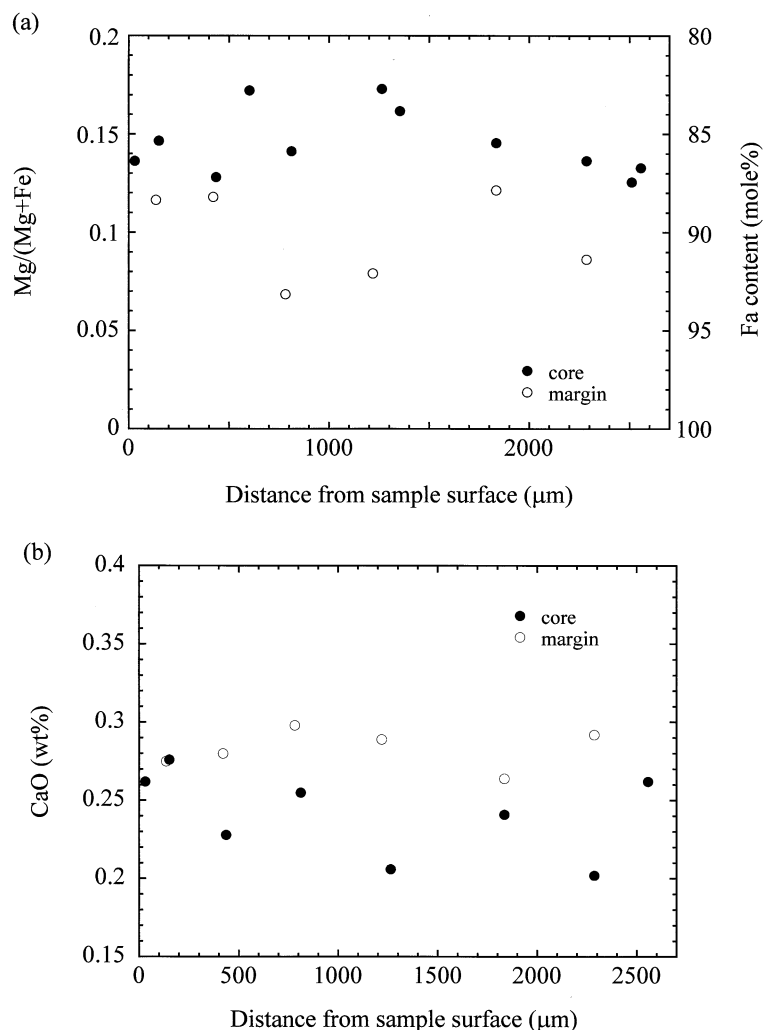 (a)
0.2
0.15
0.1
0.05
0
Mg/(Mg+Fe)
80
85
90
95
100
Fa content (mole%)
core
margin
0
1000
2000
Distance from sample surface (μm)
(b)
0.4
0.35
0.3
0.25
0.2
0.15
CaO (wt%)
core
margin
0
500
1000
1500
2000
2500
Distance from sample surface (μm)